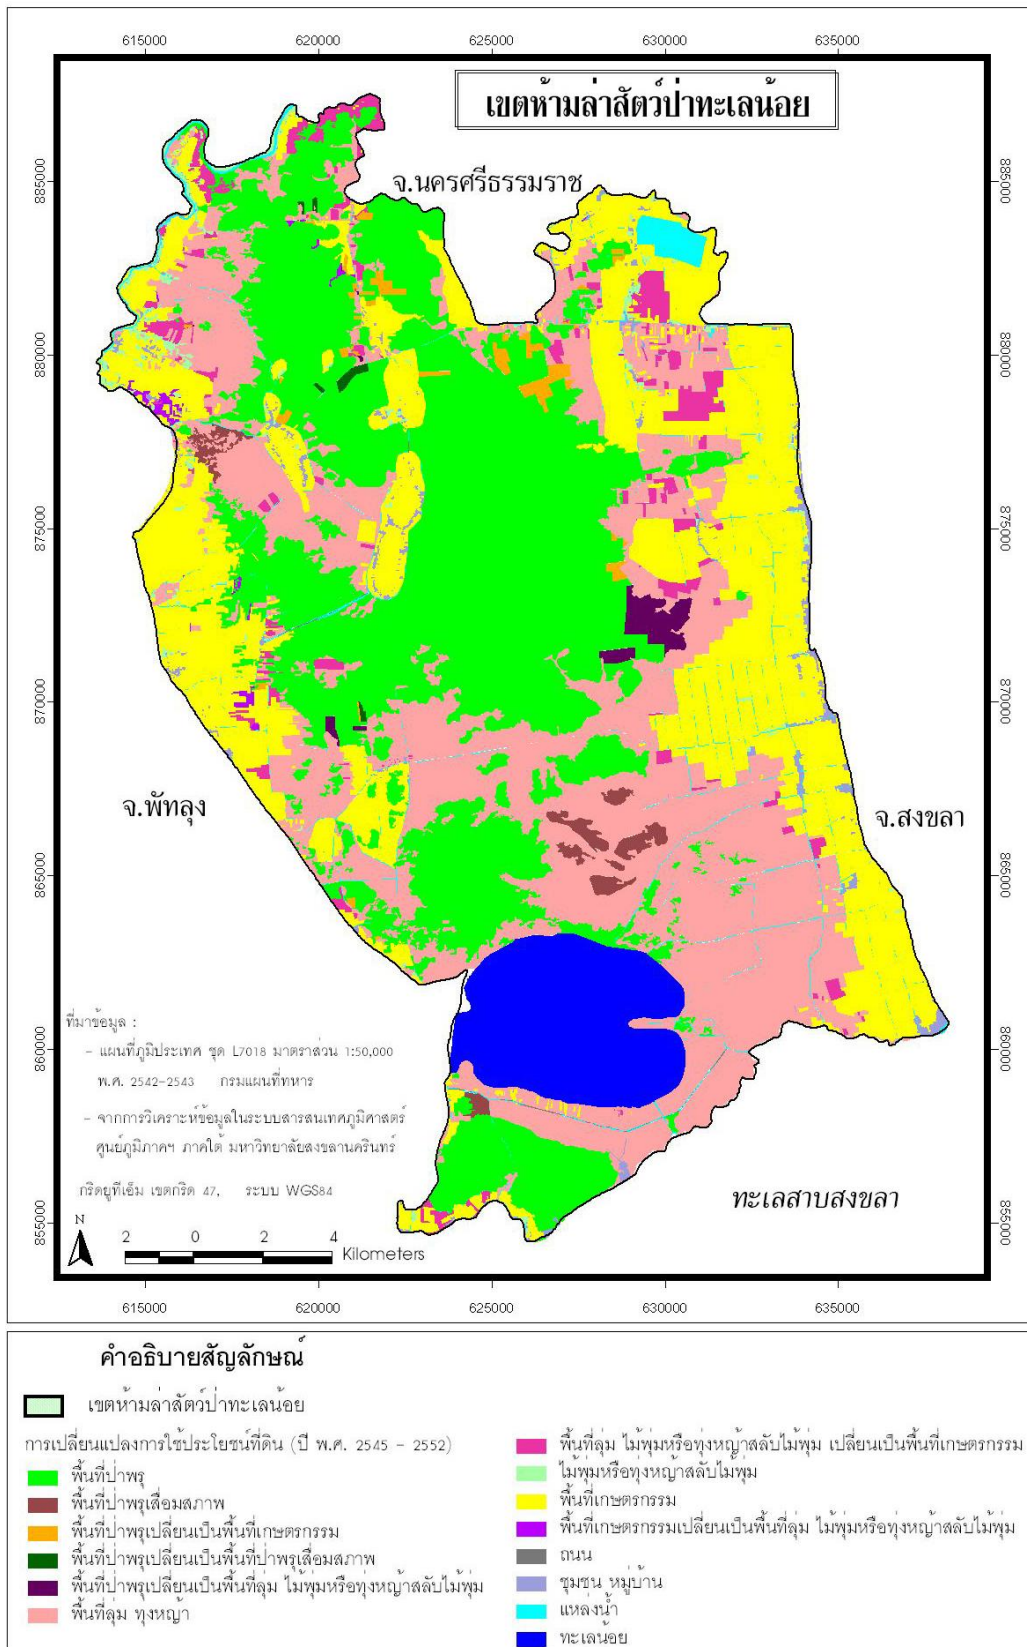 615000 620000 625000 630000 635000
เขตห้ามล่าสัตว์ป่าทะเลน้อย
จ.นครศรีธรรมราช
885000 885000
880000 880000
875000 875000
870000 870000
จ.พัทลุง
จ.สงขลา
865000 865000
860000 860000
ที่มาข้อมูล :
- แผนที่ภูมิประเทศ ชุด L7018 มาตราส่วน 1:50,000
พ.ศ. 2542-2543 กรมแผนที่ทหาร
- จากการวิเคราะห์ข้อมูลในระบบสารสนเทศภูมิศาสตร์
ศูนย์ภูมิภาคฯ ภาคใต้ มหาวิทยาลัยสงขลานครินทร์
กริดยูทีเอ็ม เขตกริด 47, ระบบ WGS84
ทะเลสาบสงขลา
855000 855000
N
2 0 2 4 Kilometers
615000 620000 625000 630000 635000
คำอธิบายสัญลักษณ์
เขตห้ามล่าสัตว์ป่าทะเลน้อย
การเปลี่ยนแปลงการใช้ประโยชน์ที่ดิน (ปี พ.ศ. 2545 - 2552)
พื้นที่ป่าพรุ
พื้นที่ป่าพรุเสื่อมสภาพ
พื้นที่ป่าพรุเปลี่ยนเป็นพื้นที่เกษตรกรรม
พื้นที่ป่าพรุเปลี่ยนเป็นพื้นที่ป่าพรุเสื่อมสภาพ
พื้นที่ป่าพรุเปลี่ยนเป็นพื้นที่ลุ่ม ไม้พุ่มหรือทุ่งหญ้าสลับไม้พุ่ม
พื้นที่ลุ่ม ทุงหญ้า
พื้นที่ลุ่ม ไม้พุ่มหรือทุ่งหญ้าสลับไม้พุ่ม เปลี่ยนเป็นพื้นที่เกษตรกรรม
ไม้พุ่มหรือทุ่งหญ้าสลับไม้พุ่ม
พื้นที่เกษตรกรรม
พื้นที่เกษตรกรรมเปลี่ยนเป็นพื้นที่ลุ่ม ไม้พุ่มหรือทุ่งหญ้าสลับไม้พุ่ม
ถนน
ชุมชน หมู่บ้าน
แหล่งน้ำ
ทะเลน้อย